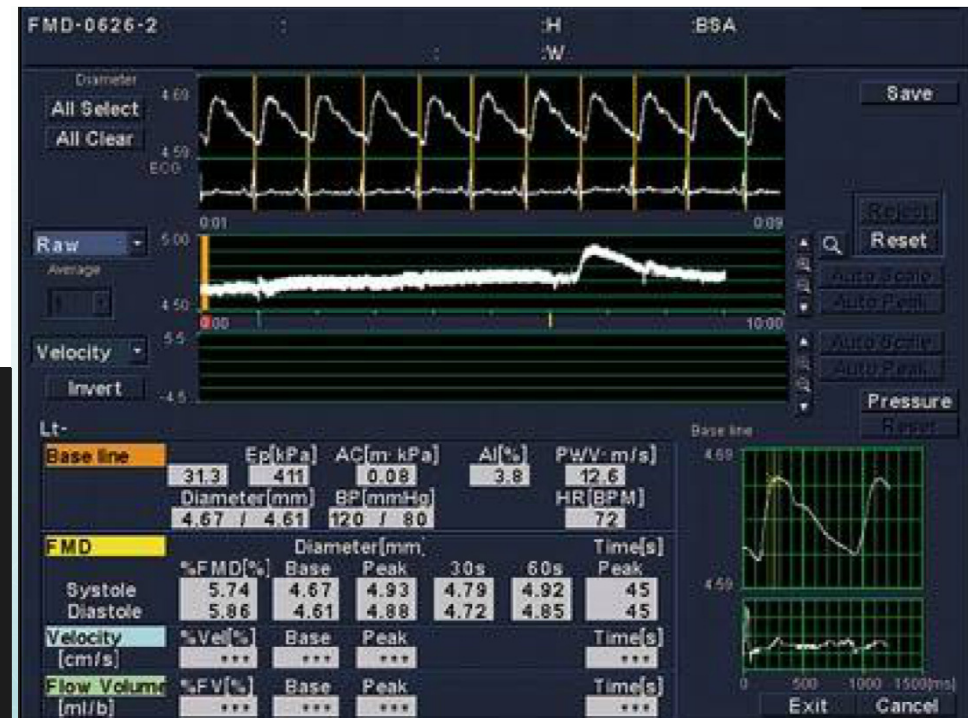 FMD-0626-2 : :H :BSA
: :W
Diameter
All Select 4.69 Save
All Clear
4.59
ECG
0:01 0:09
Reject
Raw 5.00 Reset
Average
Auto Scale
4.50 Auto Peak
0:00 10:00
Velocity 5.5 Auto Scale
Auto Peak
Invert -4.5
Pressure
Lt- Base line Reset
Base line Ep[kPa] AC[m· kPa] AI[%] PWV· m/s] 4.69
31.3 411 0.08 3.8 12.6
Diameter[mm] BP[mmHg] HR[BPM]
4.67 / 4.61 120 / 80 72
FMD Diameter[mm] Time[s]
%FMD[%] Base Peak 30s 60s Peak
Systole 5.74 4.67 4.93 4.79 4.92 45 4.59
Diastole 5.86 4.61 4.88 4.72 4.85 45
Velocity %Vel[%] Base Peak Time[s]
[cm/s] *** *** *** ***
Flow Volume %FV[%] Base Peak Time[s] 0 500 1000 1500[ms]
[ml/b] *** *** *** *** Exit Cancel